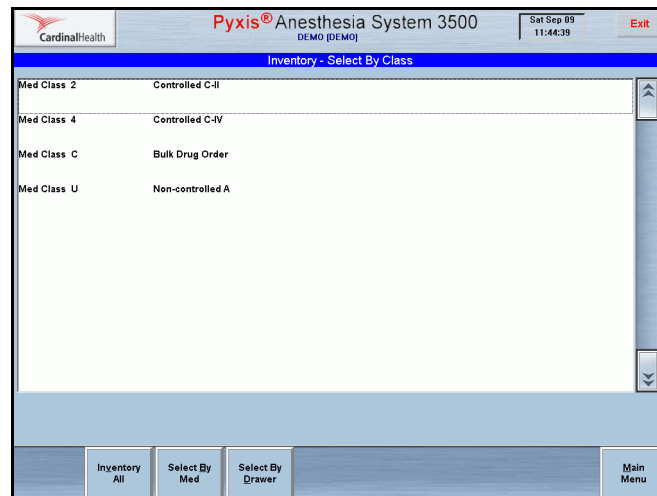 CardinalHealth
Pyxis® Anesthesia System 3500
DEMO [DEMO]
Sat Sep 09
11:44:39
Exit
Inventory - Select By Class
Med Class 2 Controlled C-II
Med Class 4 Controlled C-IV
Med Class C Bulk Drug Order
Med Class U Non-controlled A
Inventory
All
Select By
Med
Select By
Drawer
Main
Menu